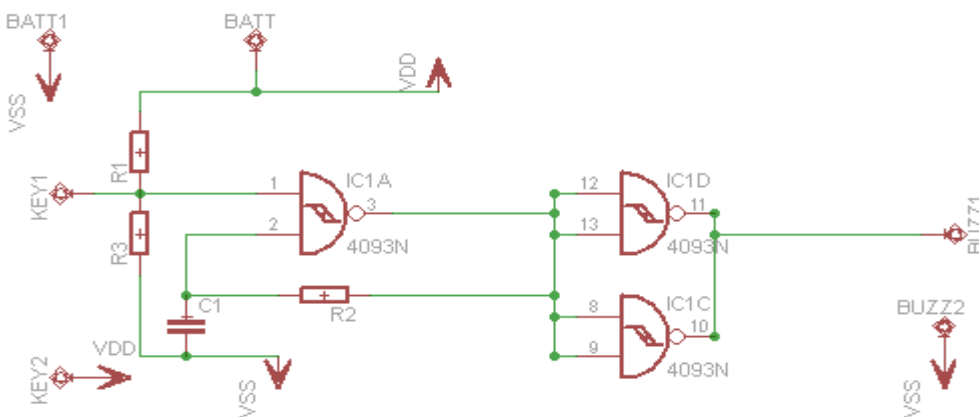 BATT1
BATT
VSS
VDD
R1
KEY1
1
IC1A
3
2
4093N
R3
12
IC1D
11
13
4093N
BUZZ1
C1
R2
8
IC1C
10
9
4093N
BUZZ2
VDD
KEY2
VSS
VSS